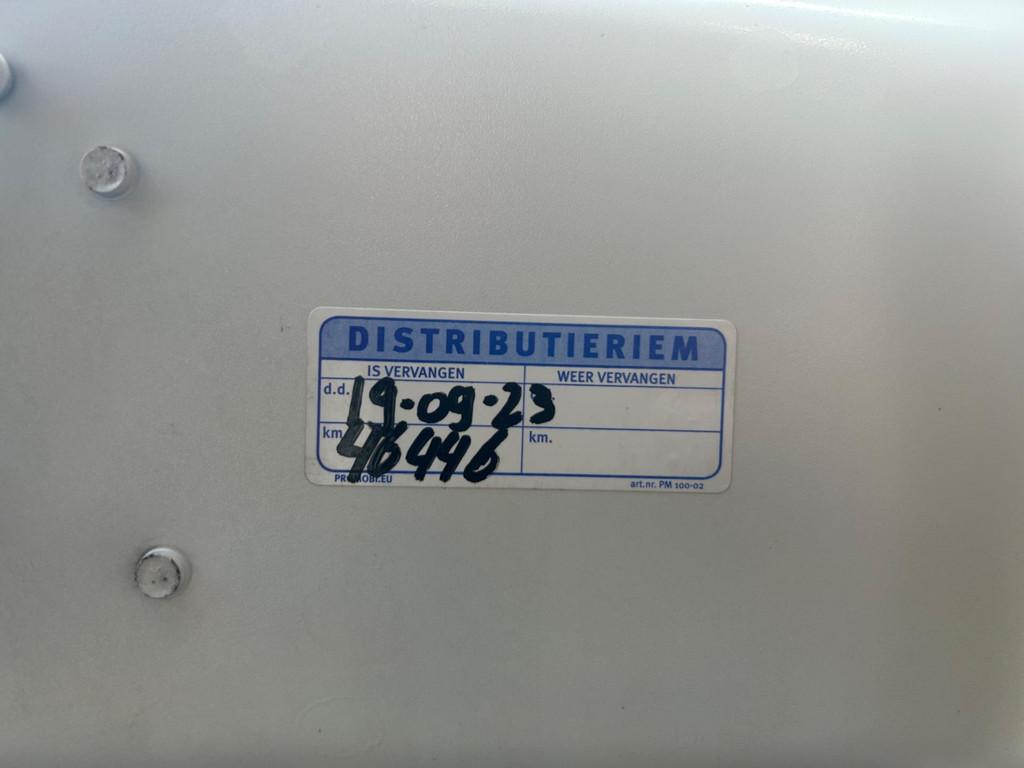 DISTRIBUTIERIEM
IS VERVANGEN WEER VERVANGEN
d.d. 19-09-23
km 46446 km.
PROMOBI.EU art.nr. PM 100-02